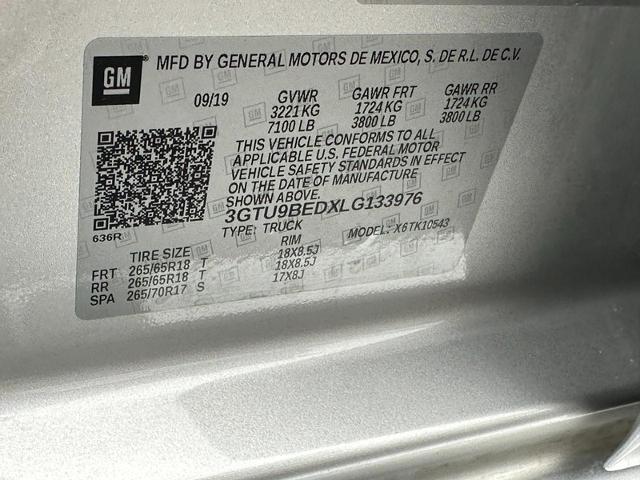 GM ® MFD BY GENERAL MOTORS DE MEXICO, S. DE R.L. DE C.V.
09/19 GVWR GAWR FRT GAWR RR
3221 KG 1724 KG 1724 KG
7100 LB 3800 LB 3800 LB
THIS VEHICLE CONFORMS TO ALL
APPLICABLE U.S. FEDERAL MOTOR
VEHICLE SAFETY STANDARDS IN EFFECT
ON THE DATE OF MANUFACTURE
SHOWN ABOVE.
3GTU9BEDXLG133976
636R TYPE: TRUCK MODEL: X6TK10543
TIRE SIZE RIM
FRT 265/65R18 T 18X8.5J
RR 265/65R18 T 18X8.5J
SPA 265/70R17 S 17X8J